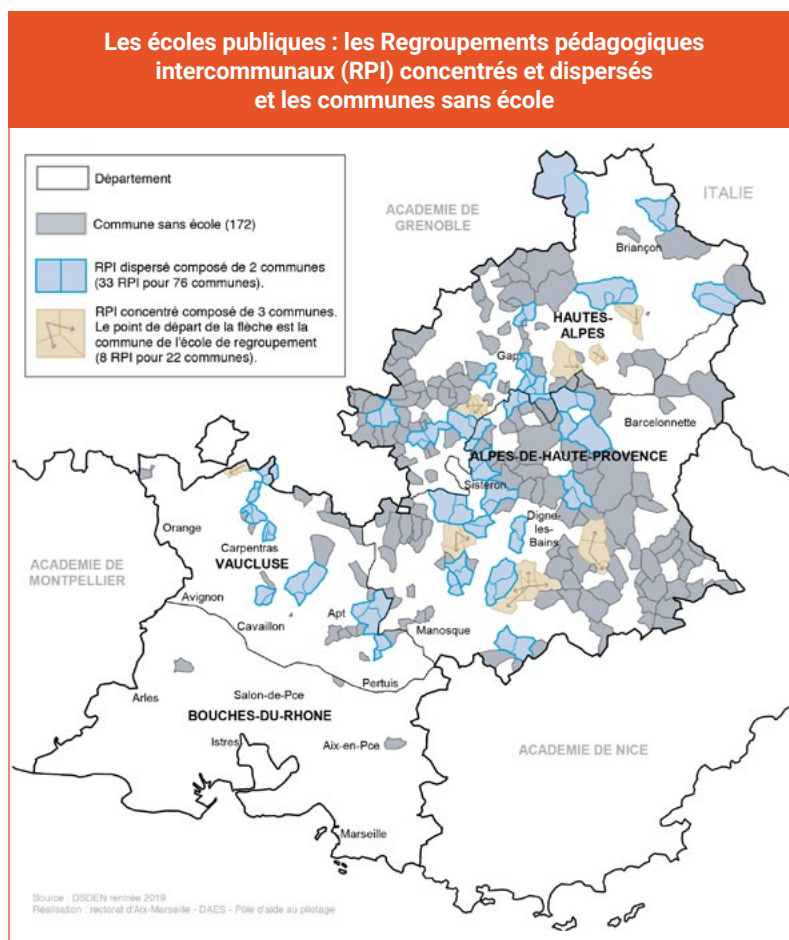 Les écoles publiques : les Regroupements pédagogiques
intercommunaux (RPI) concentrés et dispersés
et les communes sans école
Département
Commune sans école (172)
RPI dispersé composé de 2 communes
(33 RPI pour 76 communes).
RPI concentré composé de 3 communes.
Le point de départ de la flèche est la
commune de l'école de regroupement
(8 RPI pour 22 communes).
ACADEMIE DE
GRENOBLE
ITALIE
Briançon
HAUTES-
ALPES
Gap
Barcelonnette
ALPES-DE-HAUTE-PROVENCE
Sisteron
Digne-
les-
Bains
Orange
Carpentras
VAUCLUSE
ACADEMIE DE
MONTPELLIER
Avignon
Cavaillon
Apt
Manosque
Pertuis
Arles
Salon-de-Pce
BOUCHES-DU-RHONE
Istres
Aix-en-Pce
ACADEMIE DE NICE
Marseille
Source : DSDEN rentrée 2019
Réalisation : rectorat d'Aix-Marseille - DAES - Pôle d'aide au pilotage